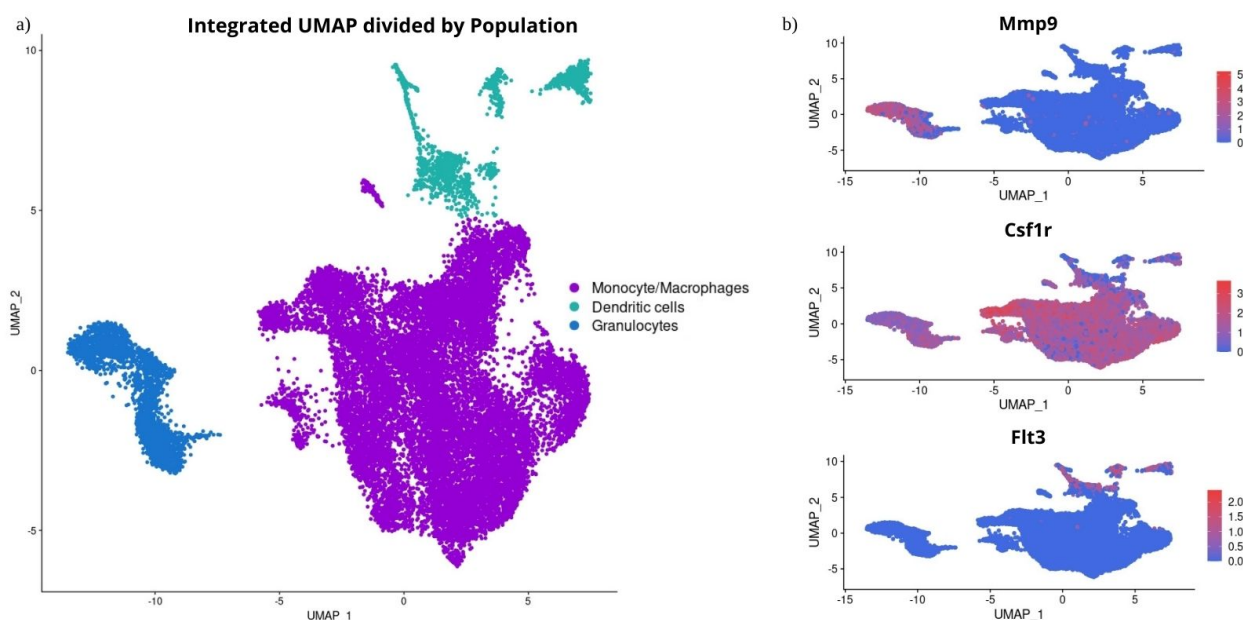 a)
Integrated UMAP divided by Population
10
5
0
-5
UMAP_2
-10
-5
0
5
UMAP_1
Monocyte/Macrophages
Dendritic cells
Granulocytes
b)
Mmp9
10
5
0
-5
UMAP_2
-15
-10
-5
0
5
UMAP_1
5
4
3
2
1
0
Csf1r
10
5
0
-5
UMAP_2
-15
-10
-5
0
5
UMAP_1
3
2
1
0
Flt3
10
5
0
-5
UMAP_2
-15
-10
-5
0
5
UMAP_1
2.0
1.5
1.0
0.5
0.0